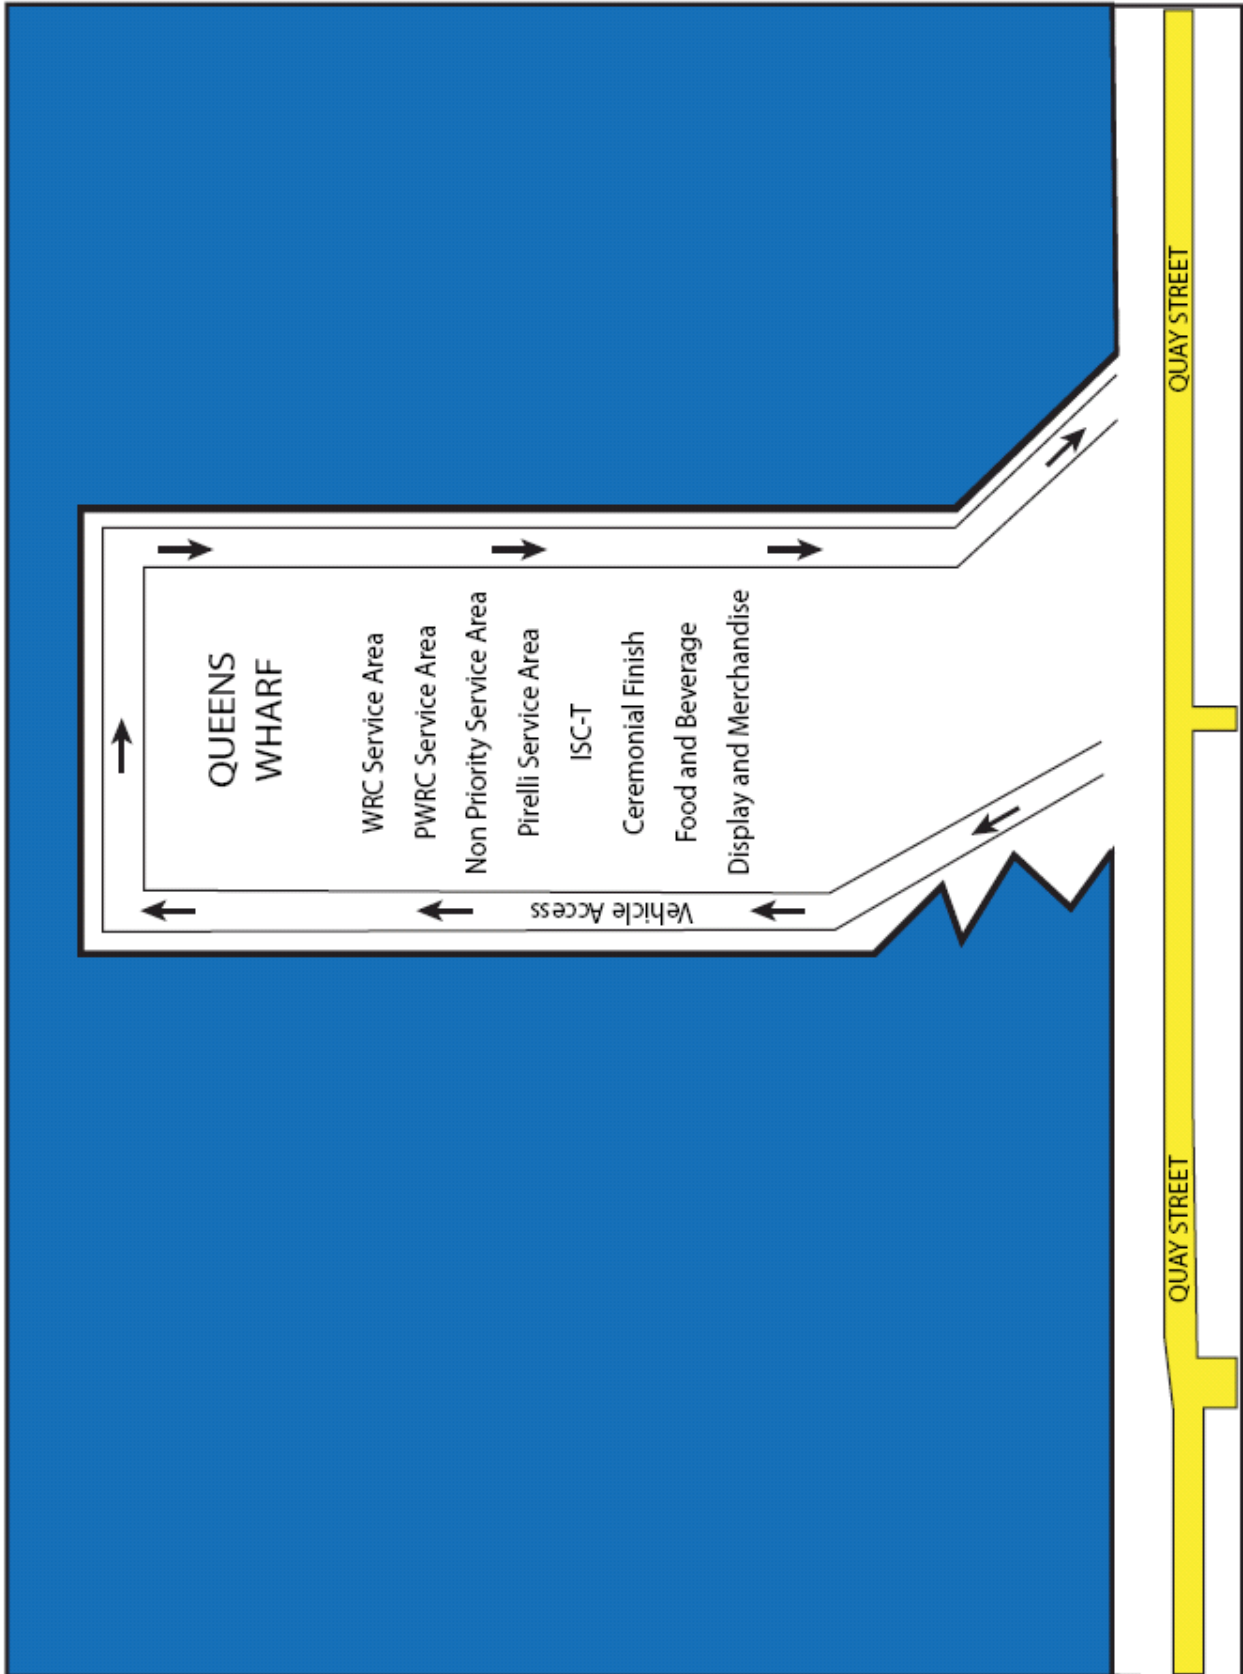 QUEENS
WHARF
WRC Service Area
PWRC Service Area
Non Priority Service Area
Pirelli Service Area
ISC-T
Ceremonial Finish
Food and Beverage
Display and Merchandise
Vehicle Access
QUAY STREET
QUAY STREET